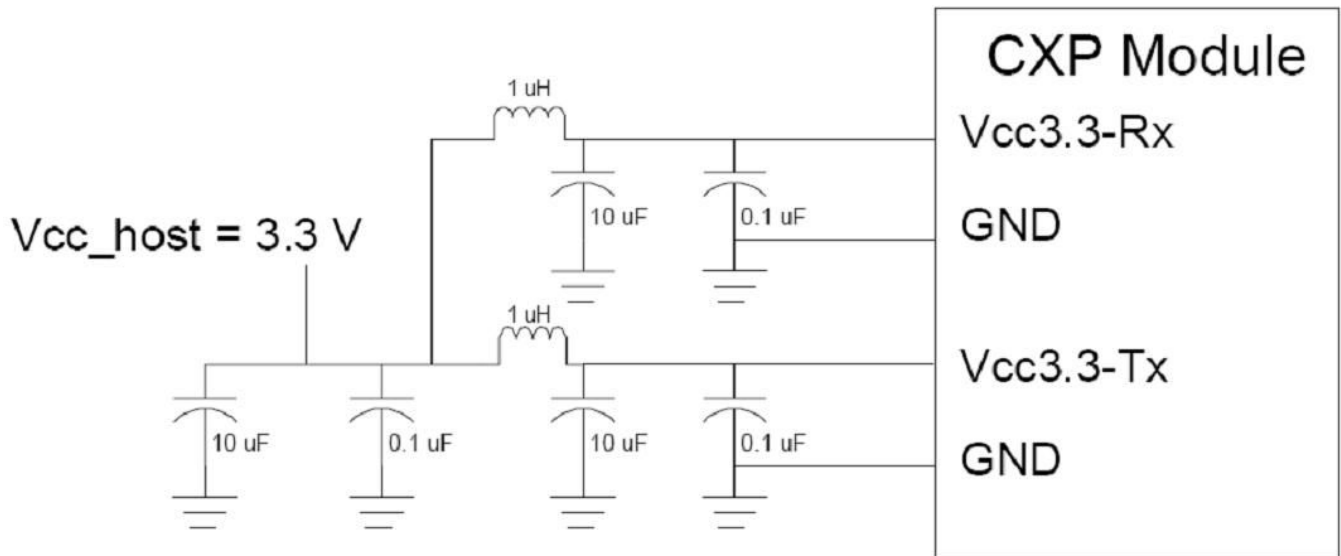 CXP Module
1 uH
Vcc3.3-Rx
10 uF
0.1 uF
GND
Vcc_host = 3.3 V
1 uH
Vcc3.3-Tx
10 uF
0.1 uF
10 uF
0.1 uF
GND